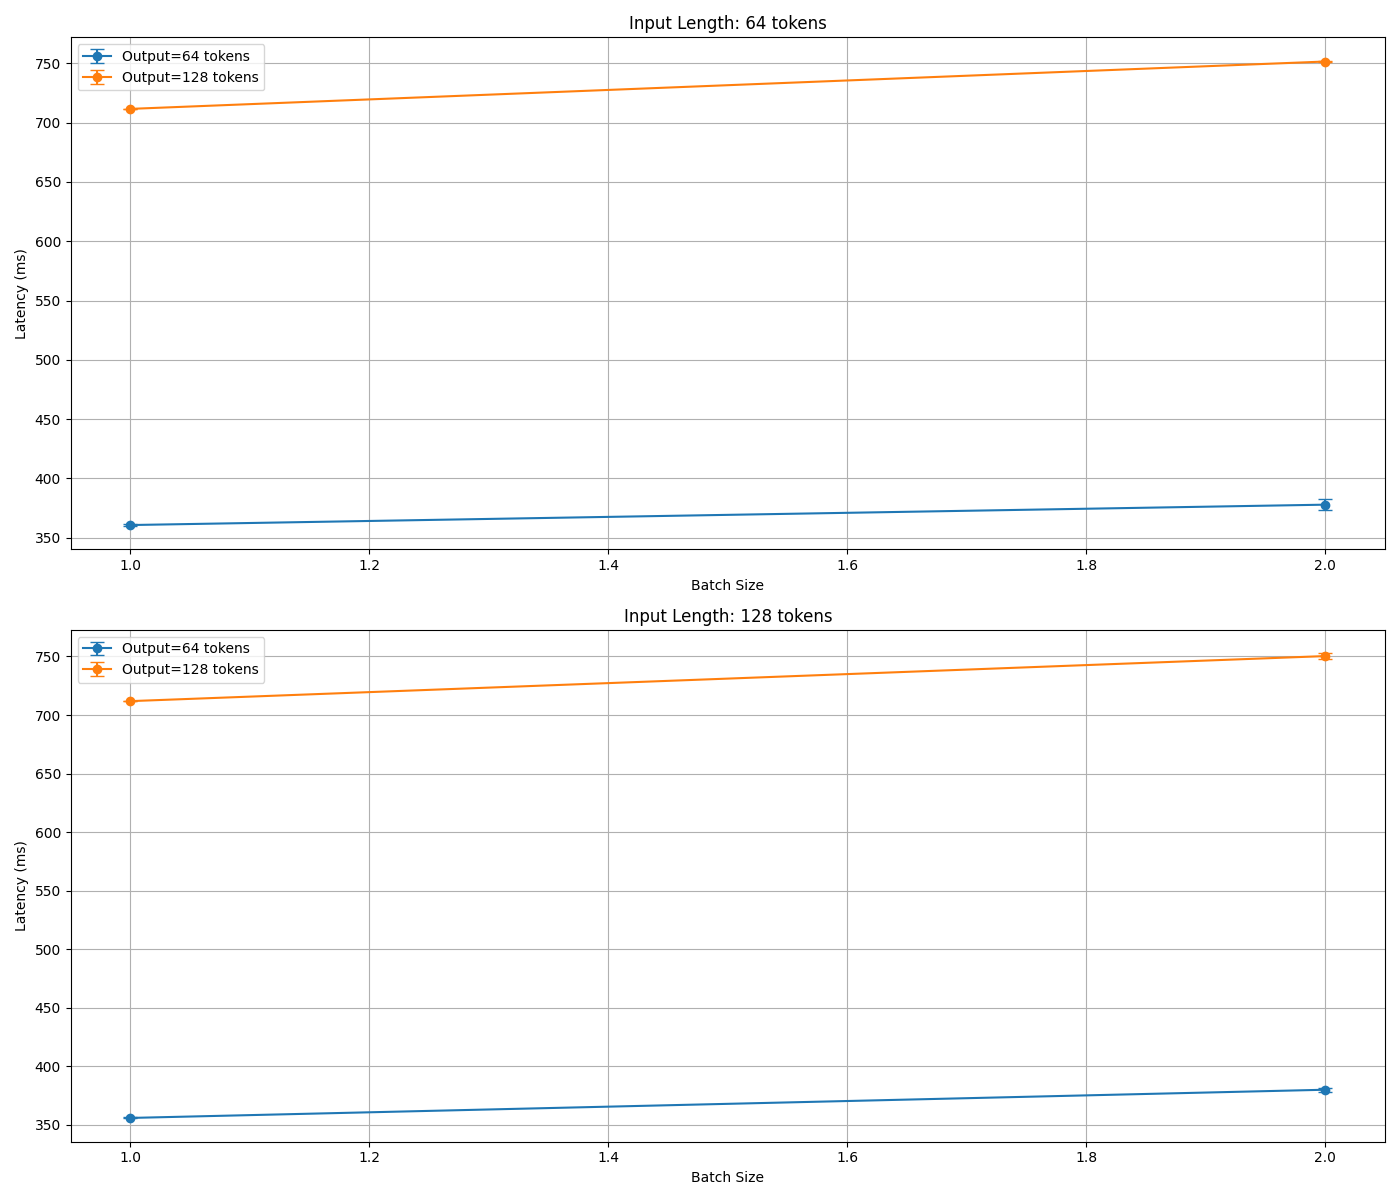 Input Length: 64 tokens
Output=64 tokens
Output=128 tokens
Latency (ms)
750
700
650
600
550
500
450
400
350
1.0 1.2 1.4 1.6 1.8 2.0
Batch Size
Input Length: 128 tokens
Output=64 tokens
Output=128 tokens
Latency (ms)
750
700
650
600
550
500
450
400
350
1.0 1.2 1.4 1.6 1.8 2.0
Batch Size